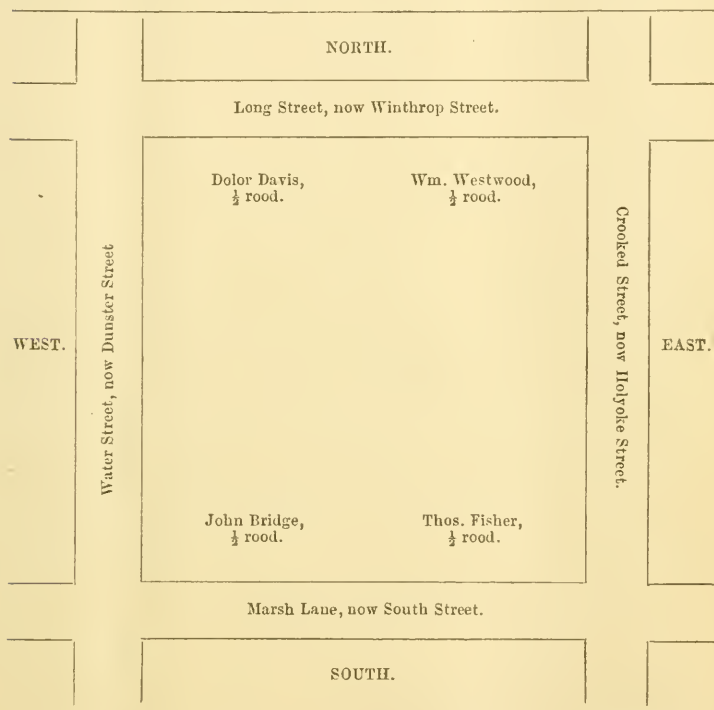 NORTH.
Long Street, now Winthrop Street.
Dolor Davis,
½ rood.
Wm. Westwood,
½ rood.
Water Street, now Dunster Street
Crooked Street, now Holyoke Street.
WEST.
EAST.
John Bridge,
½ rood.
Thos. Fisher,
½ rood.
Marsh Lane, now South Street.
SOUTH.